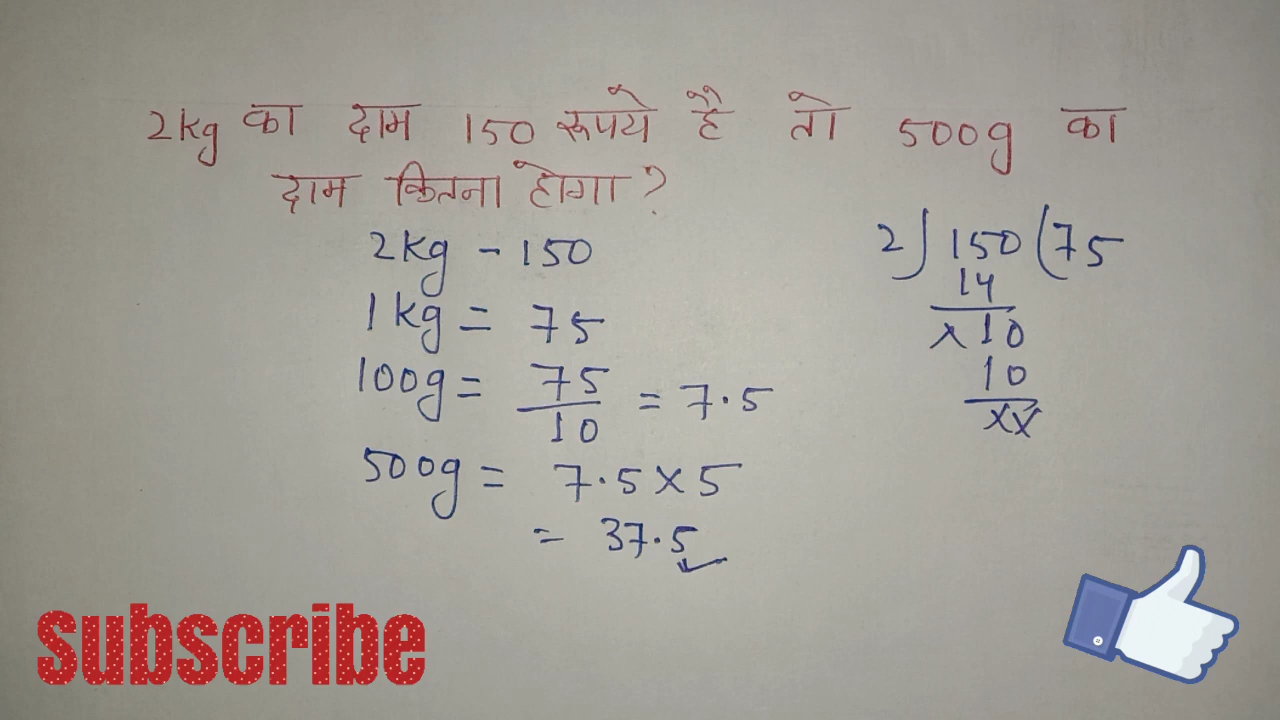 2kg का दाम 150 रूपये है तो 500g का
दाम कितना होगा?
2kg - 150
1kg = 75
100g = 75/10 = 7.5
500g = 7.5 x 5
= 37.5
2) 150 (75
14
x10
10
xx
subscribe